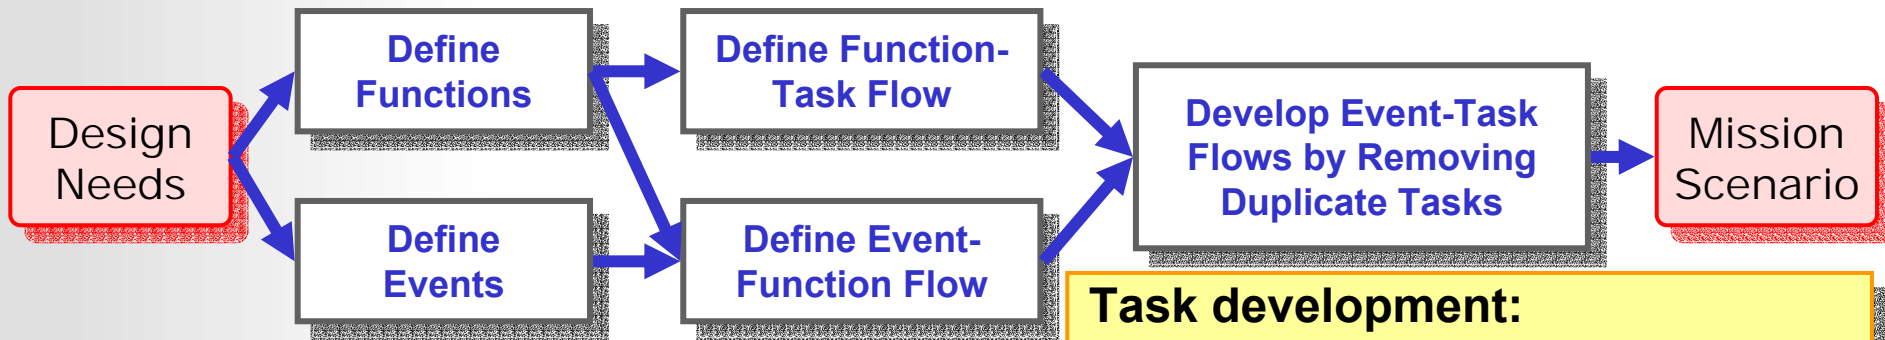 Design
Needs
Define
Functions
Define
Events
Define Function-
Task Flow
Define Event-
Function Flow
Develop Event-Task
Flows by Removing
Duplicate Tasks
Mission
Scenario
Task development: